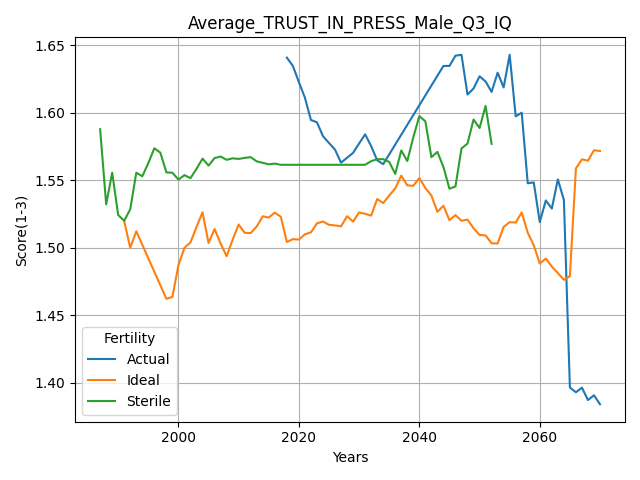 Average_TRUST_IN_PRESS_Male_Q3_IQ
Score(1-3)
1.65
1.60
1.55
1.50
1.45
1.40
Fertility
Actual
Ideal
Sterile
2000
2020
2040
2060
Years